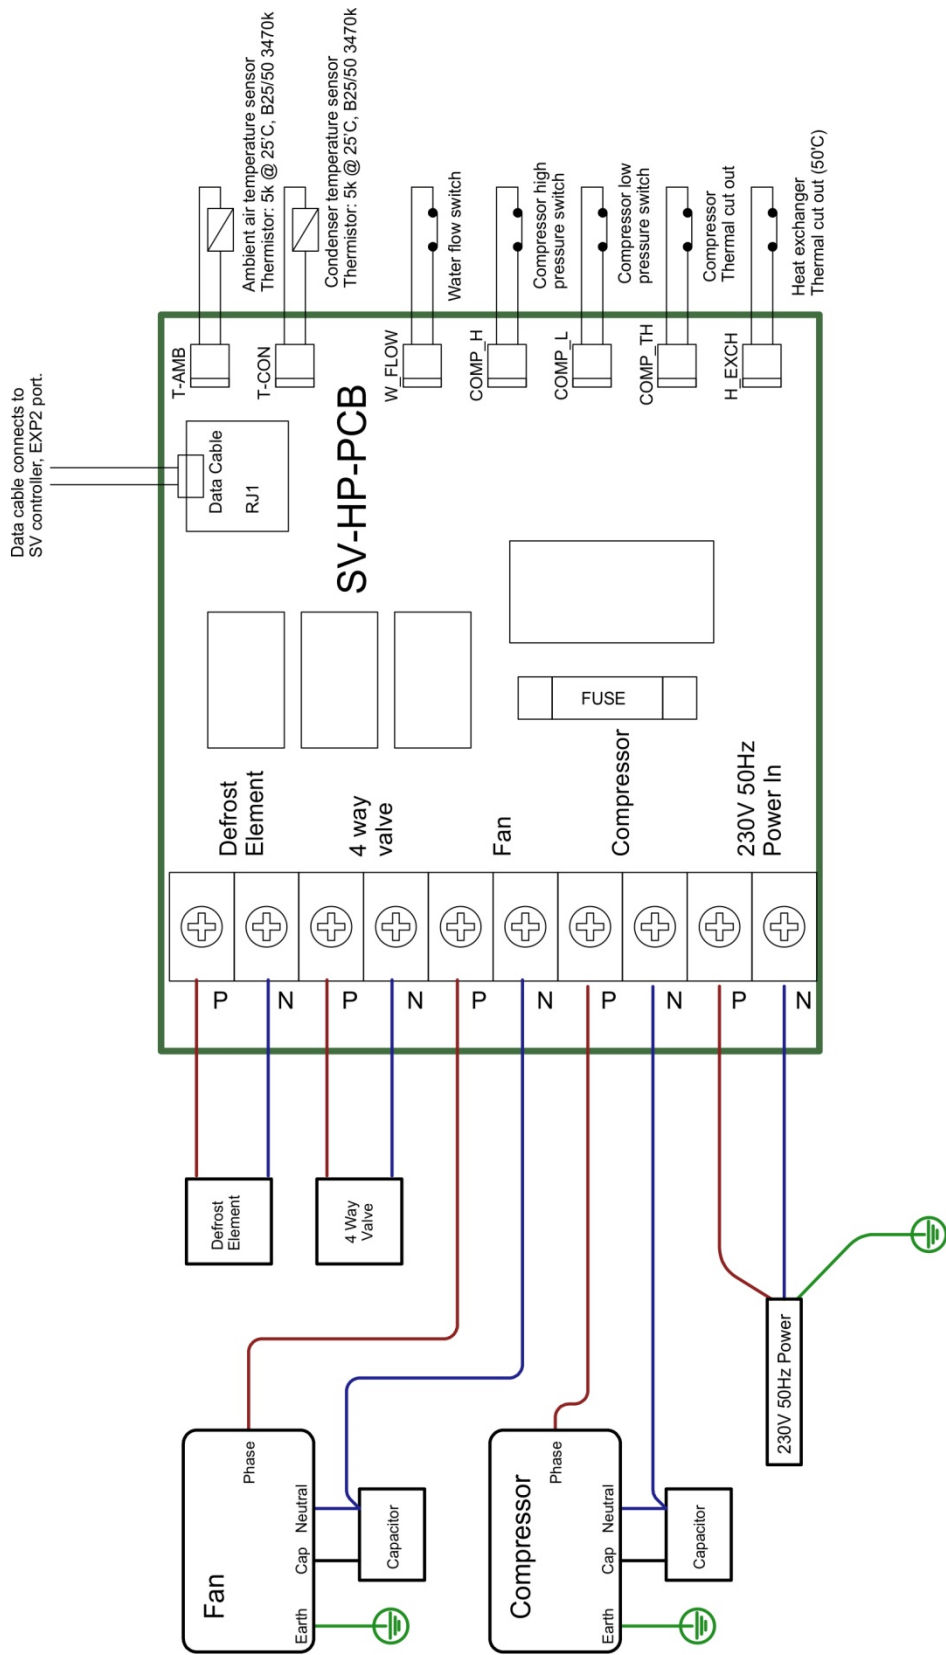 Data cable connects to
SV controller, EXP2 port.
Ambient air temperature sensor
Thermistor: 5k @ 25'C, B25/50 3470k
Condenser temperature sensor
Thermistor: 5k @ 25'C, B25/50 3470k
Water flow switch
Compresor high
pressure switch
Compressor low
pressure switch
Compressor
Thermal cut out
Heat exchanger
Thermal cut out (50'C)
T-AMB
T-CON
W_FLOW
COMP_H
COMP_L
COMP_TH
H_EXCH
Data Cable
RJ1
SV-HP-PCB
FUSE
Defrost
Element
4 way
valve
Fan
Compressor
230V 50Hz
Power In
P
N
P
N
P
N
P
N
P
N
Defrost
Element
4 Way
Valve
Fan
Phase
Neutral
Cap
Earth
Capacitor
Compressor
Phase
Neutral
Cap
Earth
Capacitor
230V 50Hz Power